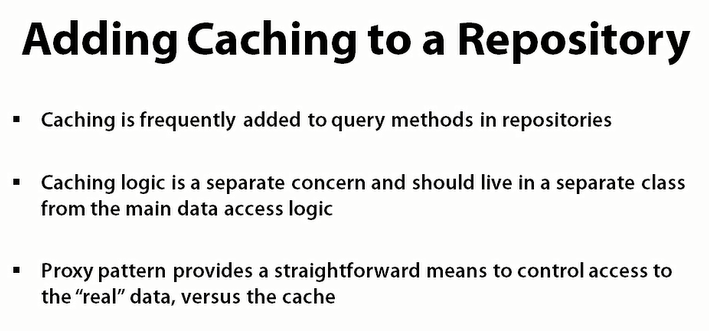 Adding Caching to a Repository
▪ Caching is frequently added to query methods in repositories
▪ Caching logic is a separate concern and should live in a separate class
from the main data access logic
▪ Proxy pattern provides a straightforward means to control access to
the “real” data, versus the cache